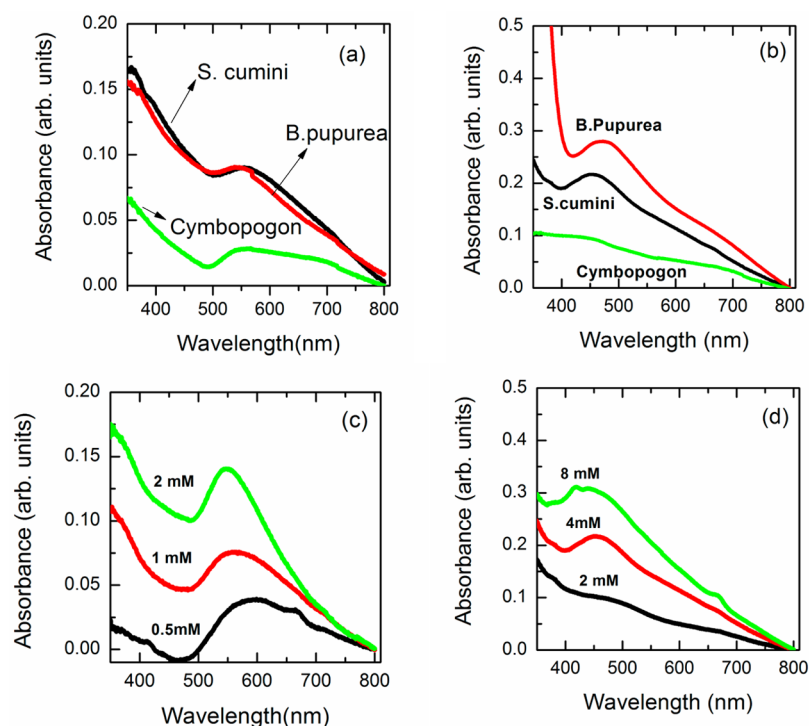 (a)
0.20
0.15
0.10
0.05
0.00
Absorbance (arb. units)
S. cumini
B.pupurea
Cymbopogon
400 500 600 700 800
Wavelength(nm)
(b)
0.5
0.4
0.3
0.2
0.1
0.0
Absorbance (arb. units)
B.Pupurea
S.cumini
Cymbopogon
400 500 600 700 800
Wavelength (nm)
(c)
0.20
0.15
0.10
0.05
0.00
Absorbance (arb. units)
2 mM
1 mM
0.5mM
400 500 600 700 800
Wavelength(nm)
(d)
0.5
0.4
0.3
0.2
0.1
0.0
Absorbance (arb. units)
8 mM
4mM
2 mM
400 500 600 700 800
Wavelength (nm)